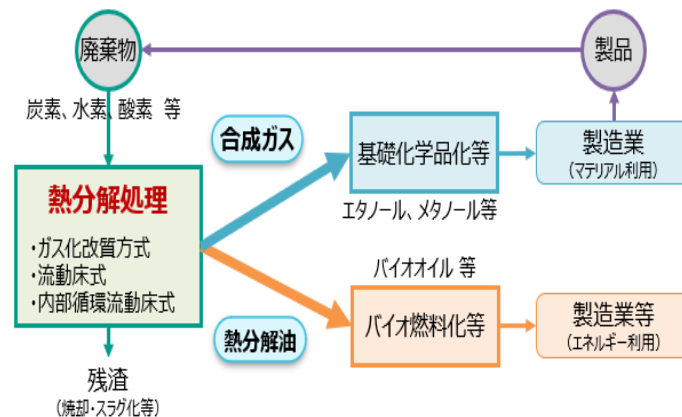 廃棄物
製品
炭素、水素、酸素 等
合成ガス
基礎化学品化等
製造業
(マテリアル利用)
エタノール、メタノール等
熱分解処理
・ガス化改質方式
・流動床式
・内部循環流動床式
バイオオイル 等
熱分解油
バイオ燃料化等
製造業等
(エネルギー利用)
残渣
(焼却・スラグ化等)